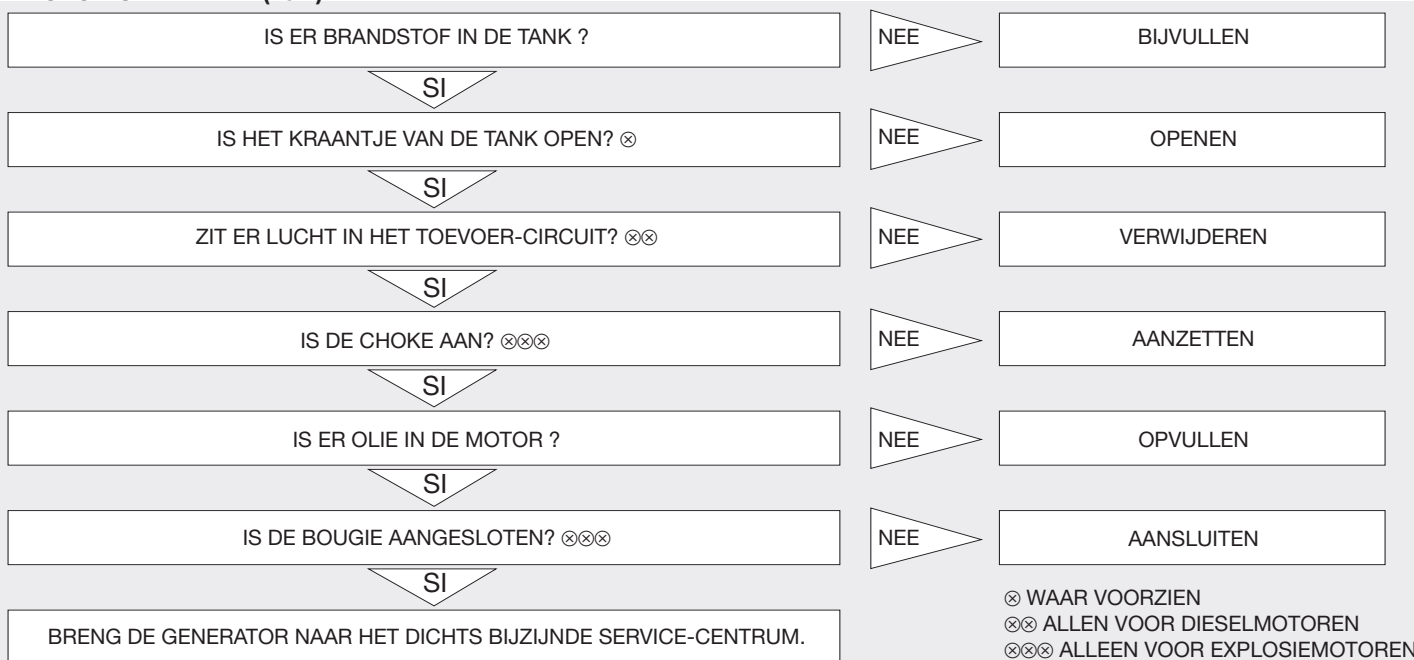 IS ER BRANDSTOF IN DE TANK ?
NEE
BIJVULLEN
SI
IS HET KRAANTJE VAN DE TANK OPEN? ⊗
NEE
OPENEN
SI
ZIT ER LUCHT IN HET TOEVOER-CIRCUIT? ⊗⊗
NEE
VERWIJDEREN
SI
IS DE CHOKE AAN? ⊗⊗⊗
NEE
AANZETTEN
SI
IS ER OLIE IN DE MOTOR ?
NEE
OPVULLEN
SI
IS DE BOUGIE AANGESLOTEN? ⊗⊗⊗
NEE
AANSLUITEN
SI
BRENG DE GENERATOR NAAR HET DICHTS BIJZIJNDE SERVICE-CENTRUM.
⊗ WAAR VOORZIEN
⊗⊗ ALLEN VOOR DIESELMOTOREN
⊗⊗⊗ ALLEEN VOOR EXPLOSIEMOTOREN